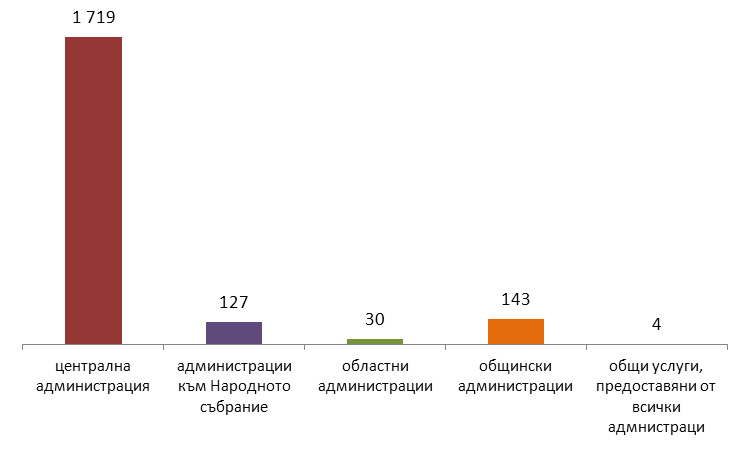 1 719
127
30
143
4
централна
администрация
администрации
към Народното
събрание
областни
администрации
общински
администрации
общи услуги,
предоставяни от
всички
адмнистраци